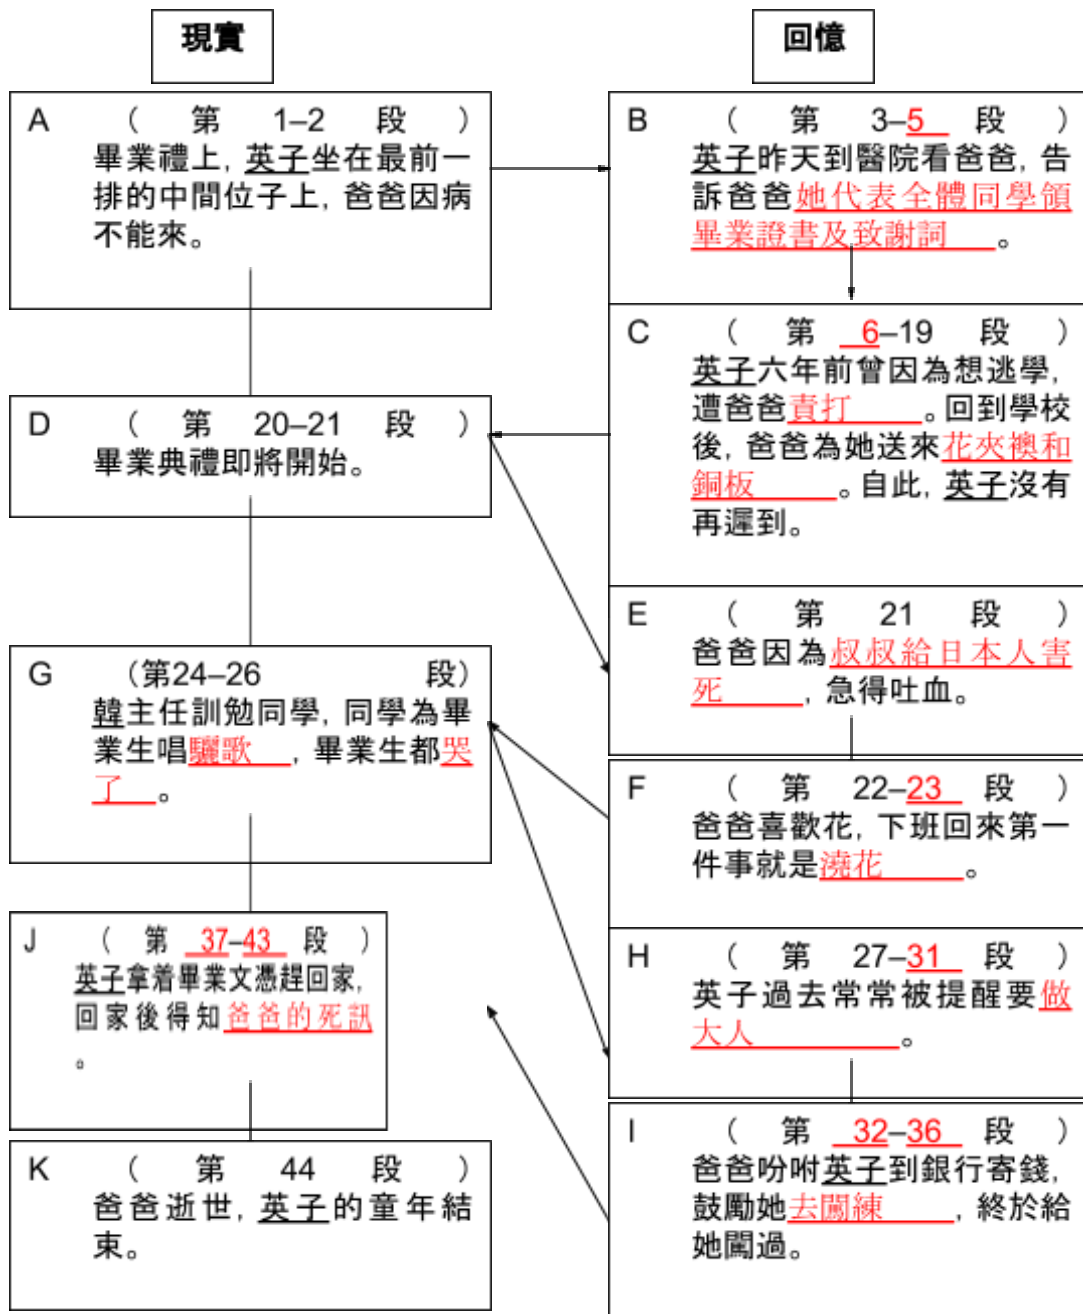 現實
回憶
A （第 1–2 段）
畢業禮上，英子坐在最前一
排的中間位子上，爸爸因病
不能來。
B （第 3–5 段）
英子昨天到醫院看爸爸，告
訴爸爸她代表全體同學領
畢業證書及致謝詞。
C （第 6–19 段）
英子六年前曾因為想逃學，
遭爸爸責打。回到學校
後，爸爸為她送來花夾襖和
銅板。自此，英子沒有
再遲到。
D （第 20–21 段）
畢業典禮即將開始。
E （第 21 段）
爸爸因為叔叔給日本人害
死，急得吐血。
F （第 22–23 段）
爸爸喜歡花，下班回來第一
件事就是澆花。
G （第24–26 段）
韓主任訓勉同學，同學為畢
業生唱驪歌，畢業生都哭
了。
H （第 27–31 段）
英子過去常常被提醒要做
大人。
I （第 32–36 段）
爸爸吩咐英子到銀行寄錢，
鼓勵她去闖練，終於給
她闖過。
J （第 37–43 段）
英子拿着畢業文憑趕回家，
回家後得知爸爸的死訊
。
K （第 44 段）
爸爸逝世，英子的童年結
束。